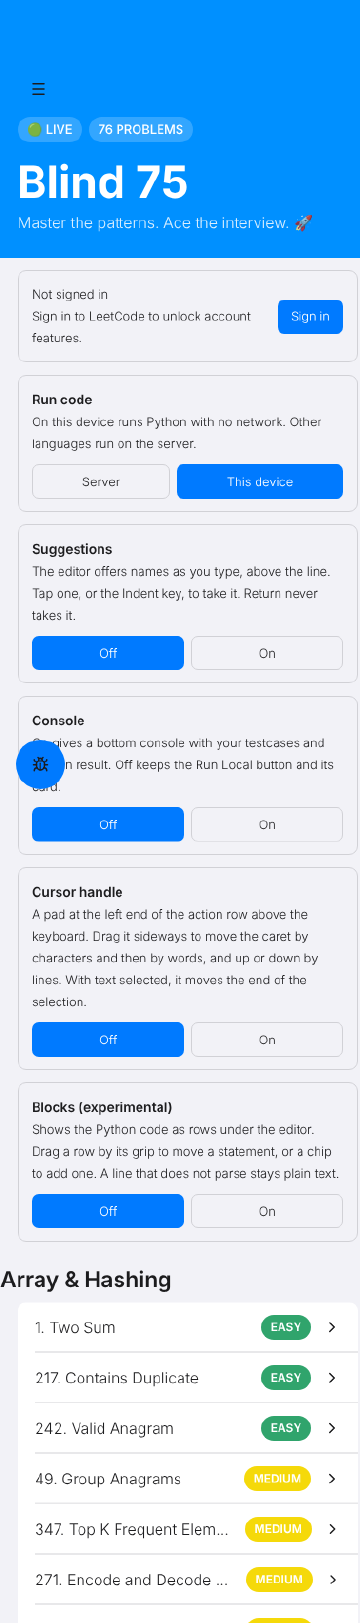 🟢 LIVE
76 PROBLEMS
Blind 75
Master the patterns. Ace the interview. 🚀
Not signed in
Sign in to LeetCode to unlock account
features.
Sign in
Run code
On this device runs Python with no network. Other
languages run on the server.
Server
This device
Suggestions
The editor offers names as you type, above the line.
Tap one, or the Indent key, to take it. Return never
takes it.
Off
On
Console
gives a bottom console with your testcases and
result. Off keeps the Run Local button and its
card.
Off
On
Cursor handle
A pad at the left end of the action row above the
keyboard. Drag it sideways to move the caret by
characters and then by words, and up or down by
lines. With text selected, it moves the end of the
selection.
Off
On
Blocks (experimental)
Shows the Python code as rows under the editor.
Drag a row by its grip to move a statement, or a chip
to add one. A line that does not parse stays plain text.
Off
On
Array & Hashing
1. Two Sum
EASY
217. Contains Duplicate
EASY
242. Valid Anagram
EASY
49. Group Anagrams
MEDIUM
347. Top K Frequent Elem...
MEDIUM
271. Encode and Decode ...
MEDIUM